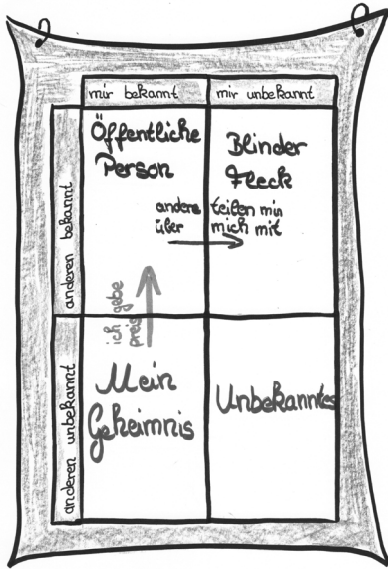 mir bekannt
mir unbekannt
anderen bekannt
Öffentliche
Person
Blinder
Fleck
andere teilen mir
über mich mit
ich gebe
preis
anderen unbekannt
Mein
Geheimnis
Unbekanntes